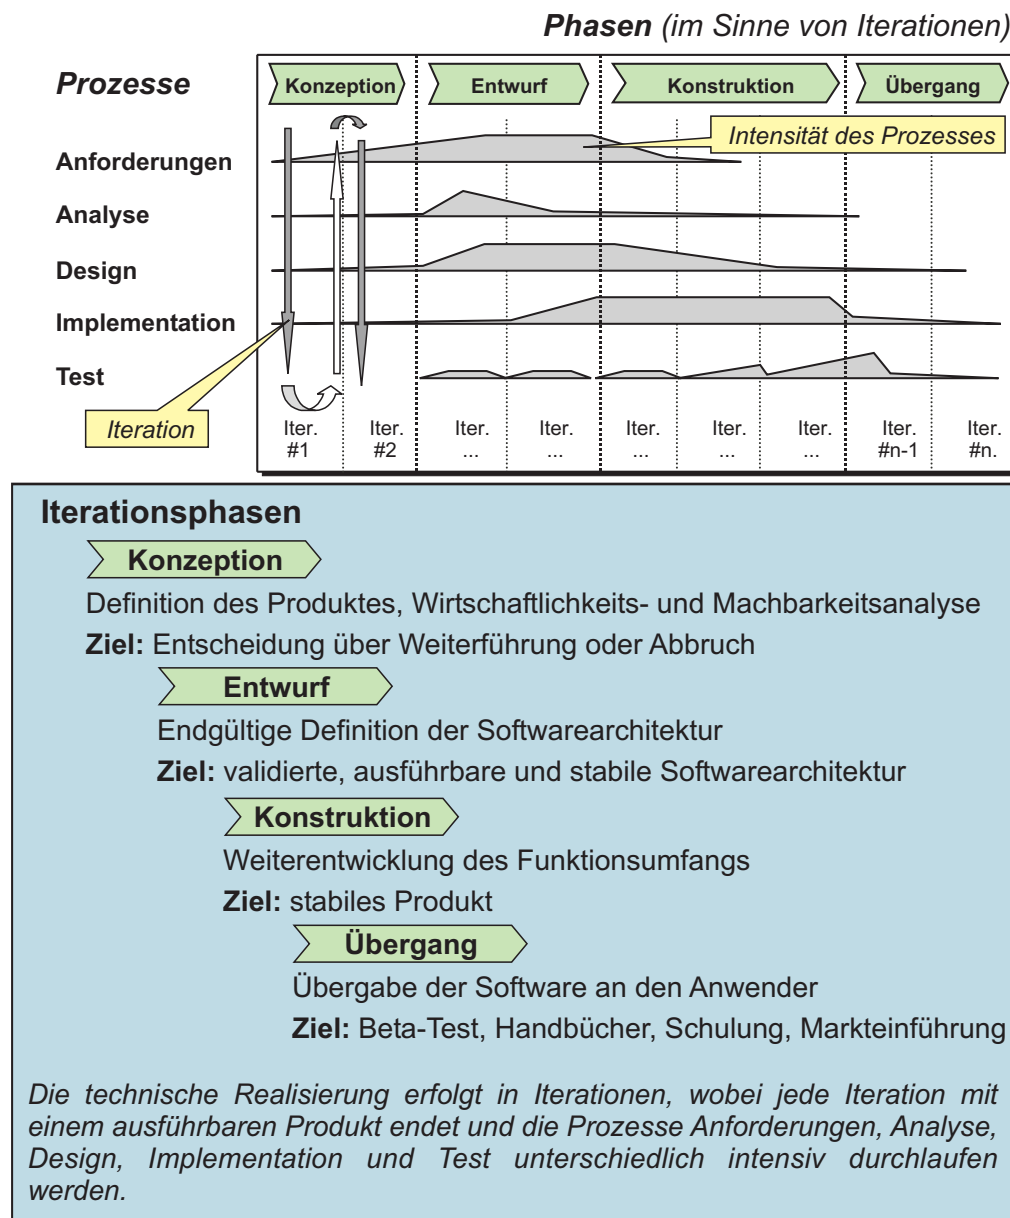 Phasen (im Sinne von Iterationen)
Prozesse
Konzeption
Entwurf
Konstruktion
Übergang
Intensität des Prozesses
Anforderungen
Analyse
Design
Implementation
Test
Iteration
Iter. #1
Iter. #2
Iter. ...
Iter. ...
Iter. ...
Iter. ...
Iter. ...
Iter. #n-1
Iter. #n.
Iterationsphasen
Konzeption
Definition des Produktes, Wirtschaftlichkeits- und Machbarkeitsanalyse
Ziel: Entscheidung über Weiterführung oder Abbruch
Entwurf
Endgültige Definition der Softwarearchitektur
Ziel: validierte, ausführbare und stabile Softwarearchitektur
Konstruktion
Weiterentwicklung des Funktionsumfangs
Ziel: stabiles Produkt
Übergang
Übergabe der Software an den Anwender
Ziel: Beta-Test, Handbücher, Schulung, Markteinführung
Die technische Realisierung erfolgt in Iterationen, wobei jede Iteration mit
einem ausführbaren Produkt endet und die Prozesse Anforderungen, Analyse,
Design, Implementation und Test unterschiedlich intensiv durchlaufen
werden.